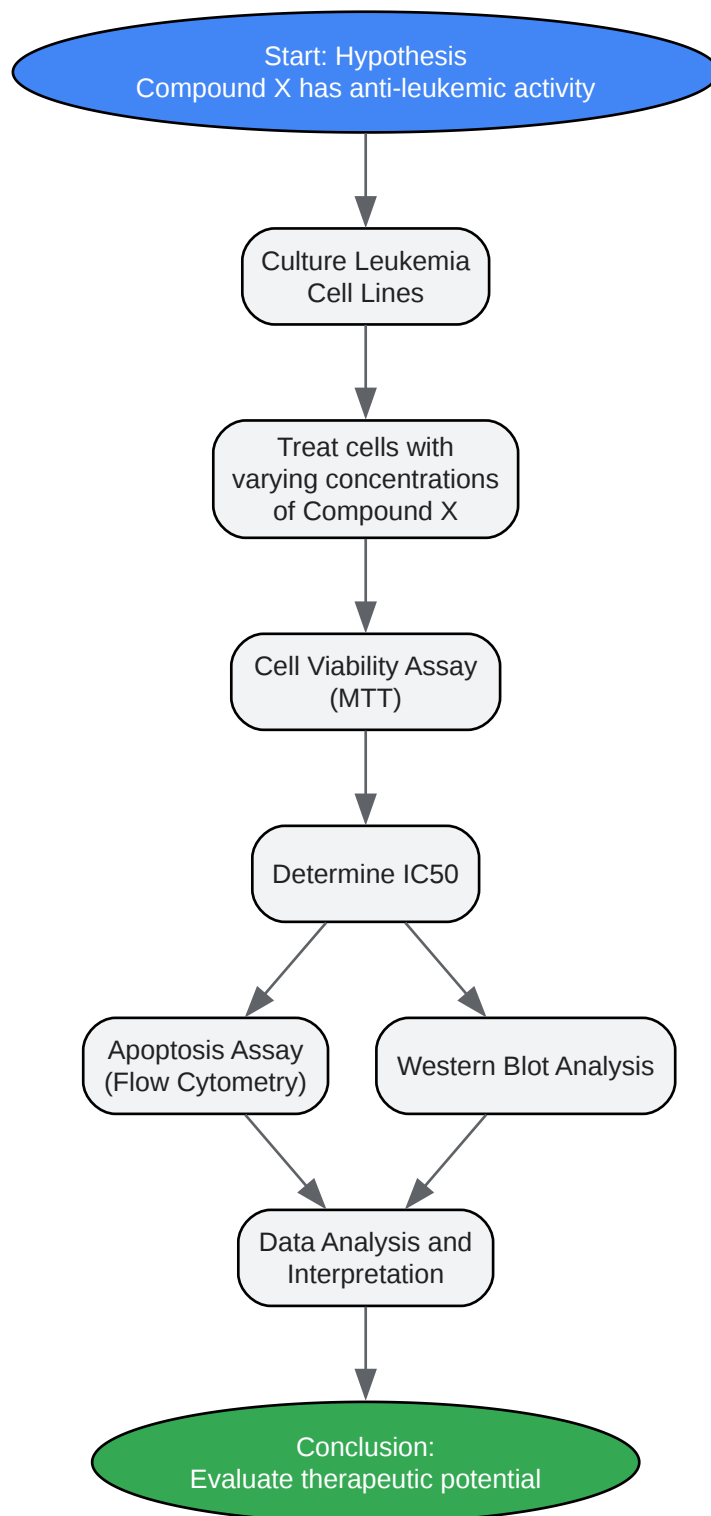 Start: Hypothesis
Compound X has anti-leukemic activity
Culture Leukemia
Cell Lines
Treat cells with
varying concentrations
of Compound X
Cell Viability Assay
(MTT)
Determine IC50
Apoptosis Assay
(Flow Cytometry)
Western Blot Analysis
Data Analysis and
Interpretation
Conclusion:
Evaluate therapeutic potential